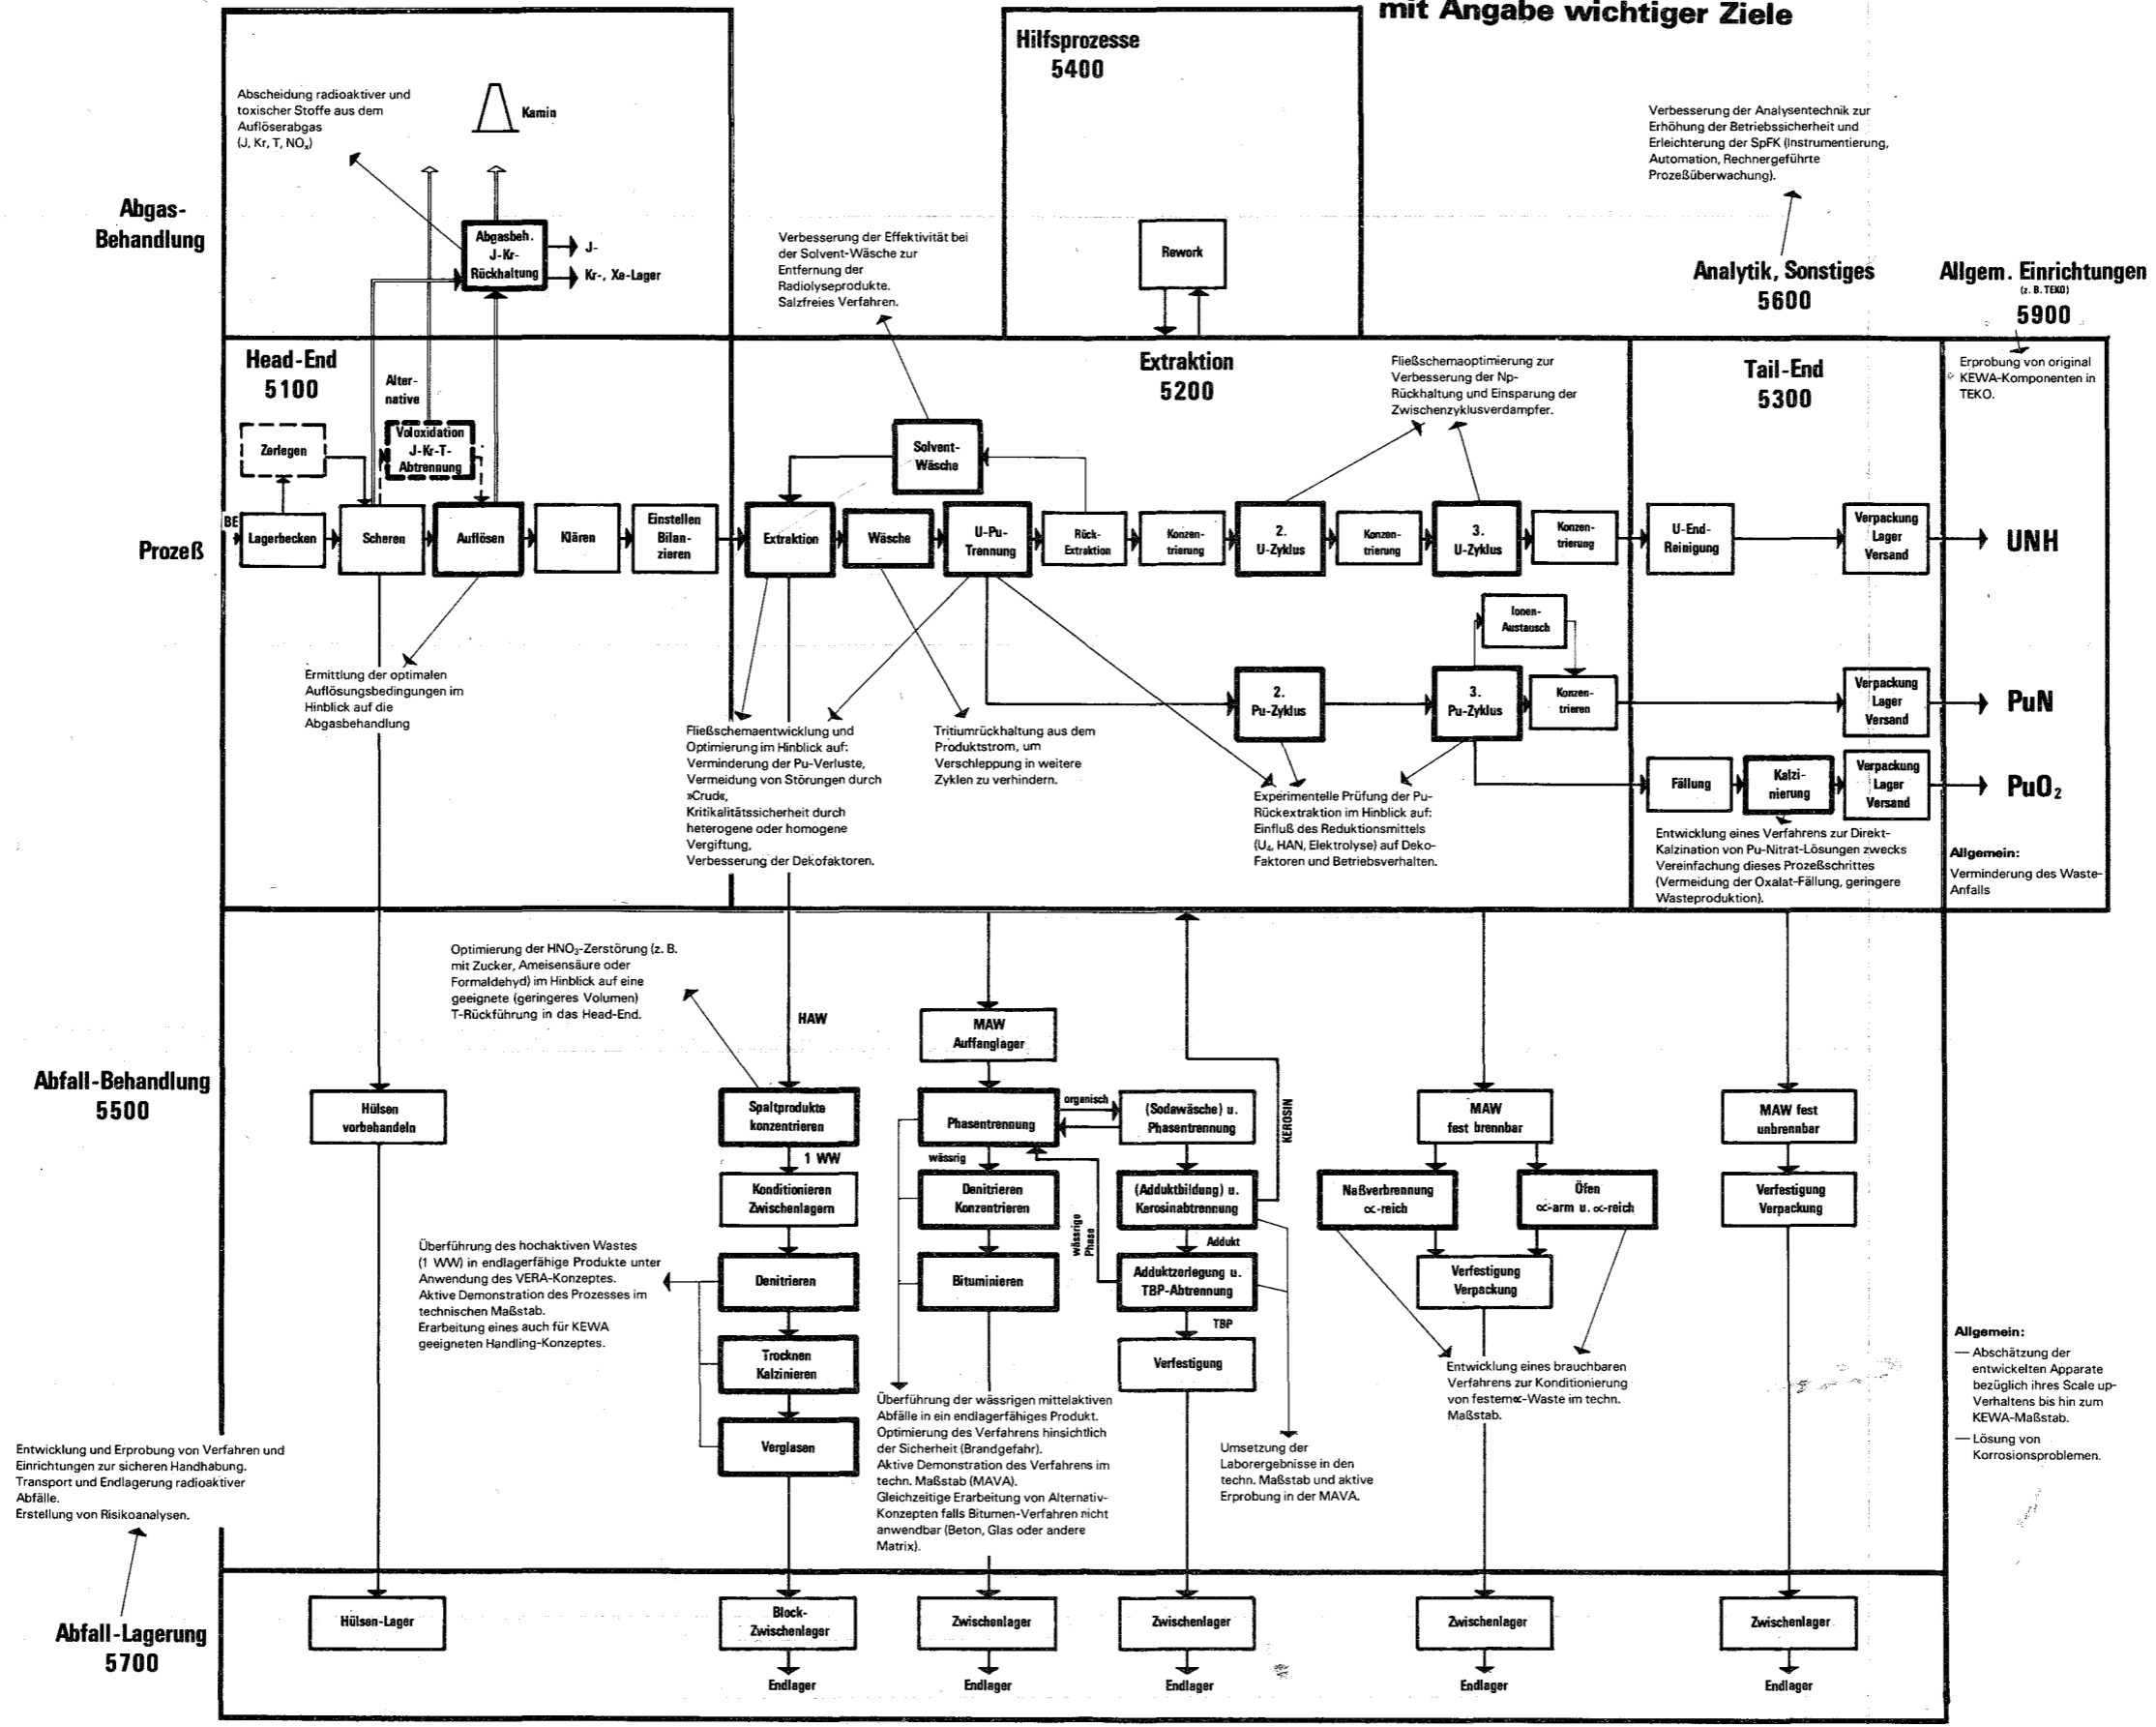 mit Angabe wichtiger Ziele
Hilfsprozesse
5400
Abscheidung radioaktiver und
toxischer Stoffe aus dem
Auflöserabgas
(J, Kr, T, NOₓ)
Kamin
Verbesserung der Analysentechnik zur
Erhöhung der Betriebssicherheit und
Erleichterung der SpFK (Instrumentierung,
Automation, Rechnergeführte
Prozeßüberwachung).
Abgas-
Behandlung
Abgasbeh.
J-Kr-
Rückhaltung
J-
Kr-, Xe-Lager
Verbesserung der Effektivität bei
der Solvent-Wäsche zur
Entfernung der
Radiolyseprodukte.
Salzfreies Verfahren.
Rework
Analytik, Sonstiges
5600
Allgem. Einrichtungen
(z. B. TEKO)
5900
Head-End
5100
Alter-
native
Extraktion
5200
Fließschemaoptimierung zur
Verbesserung der Np-
Rückhaltung und Einsparung der
Zwischenzyklusverdampfer.
Tail-End
5300
Erprobung von original
KEWA-Komponenten in
TEKO.
Zerlegen
Voloxidation
J-Kr-T-
Abtrennung
Solvent-
Wäsche
Prozeß
BE
Lagerbecken
Scheren
Auflösen
Klären
Einstellen
Bilan-
zieren
Extraktion
Wäsche
U-Pu-
Trennung
Rück-
Extraktion
Konzen-
trierung
2.
U-Zyklus
Konzen-
trierung
3.
U-Zyklus
Konzen-
trierung
U-End-
Reinigung
Verpackung
Lager
Versand
UNH
Ionen-
Austausch
2.
Pu-Zyklus
3.
Pu-Zyklus
Konzen-
trieren
Verpackung
Lager
Versand
PuN
Fällung
Kalzi-
nierung
Verpackung
Lager
Versand
PuO₂
Ermittlung der optimalen
Auflösungsbedingungen im
Hinblick auf die
Abgasbehandlung
Fließschemaentwicklung und
Optimierung im Hinblick auf:
Verminderung der Pu-Verluste,
Vermeidung von Störungen durch
»Crud«,
Kritikalitätssicherheit durch
heterogene oder homogene
Vergiftung,
Verbesserung der Dekofaktoren.
Tritiumrückhaltung aus dem
Produktstrom, um
Verschleppung in weitere
Zyklen zu verhindern.
Experimentelle Prüfung der Pu-
Rückextraktion im Hinblick auf:
Einfluß des Reduktionsmittels
(U₄, HAN, Elektrolyse) auf Deko-
Faktoren und Betriebsverhalten.
Entwicklung eines Verfahrens zur Direkt-
Kalzination von Pu-Nitrat-Lösungen zwecks
Vereinfachung dieses Prozeßschrittes
(Vermeidung der Oxalat-Fällung, geringere
Wasteproduktion).
Allgemein:
Verminderung des Waste-
Anfalls
Optimierung der HNO₃-Zerstörung (z. B.
mit Zucker, Ameisensäure oder
Formaldehyd) im Hinblick auf eine
geeignete (geringeres Volumen)
T-Rückführung in das Head-End.
HAW
Abfall-Behandlung
5500
Hülsen
vorbehandeln
Spaltprodukte
konzentrieren
1 WW
Konditionieren
Zwischenlagern
Denitrieren
Trocknen
Kalzinieren
Verglasen
Überführung des hochaktiven Wastes
(1 WW) in endlagerfähige Produkte unter
Anwendung des VERA-Konzeptes.
Aktive Demonstration des Prozesses im
technischen Maßstab.
Erarbeitung eines auch für KEWA
geeigneten Handling-Konzeptes.
MAW
Auffanglager
Phasentrennung
organisch
wässrig
Denitrieren
Konzentrieren
Bituminieren
wässrige
Phase
(Sodawäsche) u.
Phasentrennung
(Adduktbildung) u.
Kerosinabtrennung
KEROSIN
Addukt
Adduktzerlegung u.
TBP-Abtrennung
TBP
Verfestigung
MAW
fest brennbar
Naßverbrennung
∝-reich
Öfen
∝-arm u. ∝-reich
Verfestigung
Verpackung
MAW fest
unbrennbar
Verfestigung
Verpackung
Überführung der wässrigen mittelaktiven
Abfälle in ein endlagerfähiges Produkt.
Optimierung des Verfahrens hinsichtlich
der Sicherheit (Brandgefahr).
Aktive Demonstration des Verfahrens im
techn. Maßstab (MAVA).
Gleichzeitige Erarbeitung von Alternativ-
Konzepten falls Bitumen-Verfahren nicht
anwendbar (Beton, Glas oder andere
Matrix).
Umsetzung der
Laborergebnisse in den
techn. Maßstab und aktive
Erprobung in der MAVA.
Entwicklung eines brauchbaren
Verfahrens zur Konditionierung
von festem∝-Waste im techn.
Maßstab.
Allgemein:
— Abschätzung der
entwickelten Apparate
bezüglich ihres Scale up-
Verhaltens bis hin zum
KEWA-Maßstab.
— Lösung von
Korrosionsproblemen.
Entwicklung und Erprobung von Verfahren und
Einrichtungen zur sicheren Handhabung.
Transport und Endlagerung radioaktiver
Abfälle.
Erstellung von Risikoanalysen.
Abfall-Lagerung
5700
Hülsen-Lager
Block-
Zwischenlager
Zwischenlager
Zwischenlager
Zwischenlager
Zwischenlager
Endlager
Endlager
Endlager
Endlager
Endlager